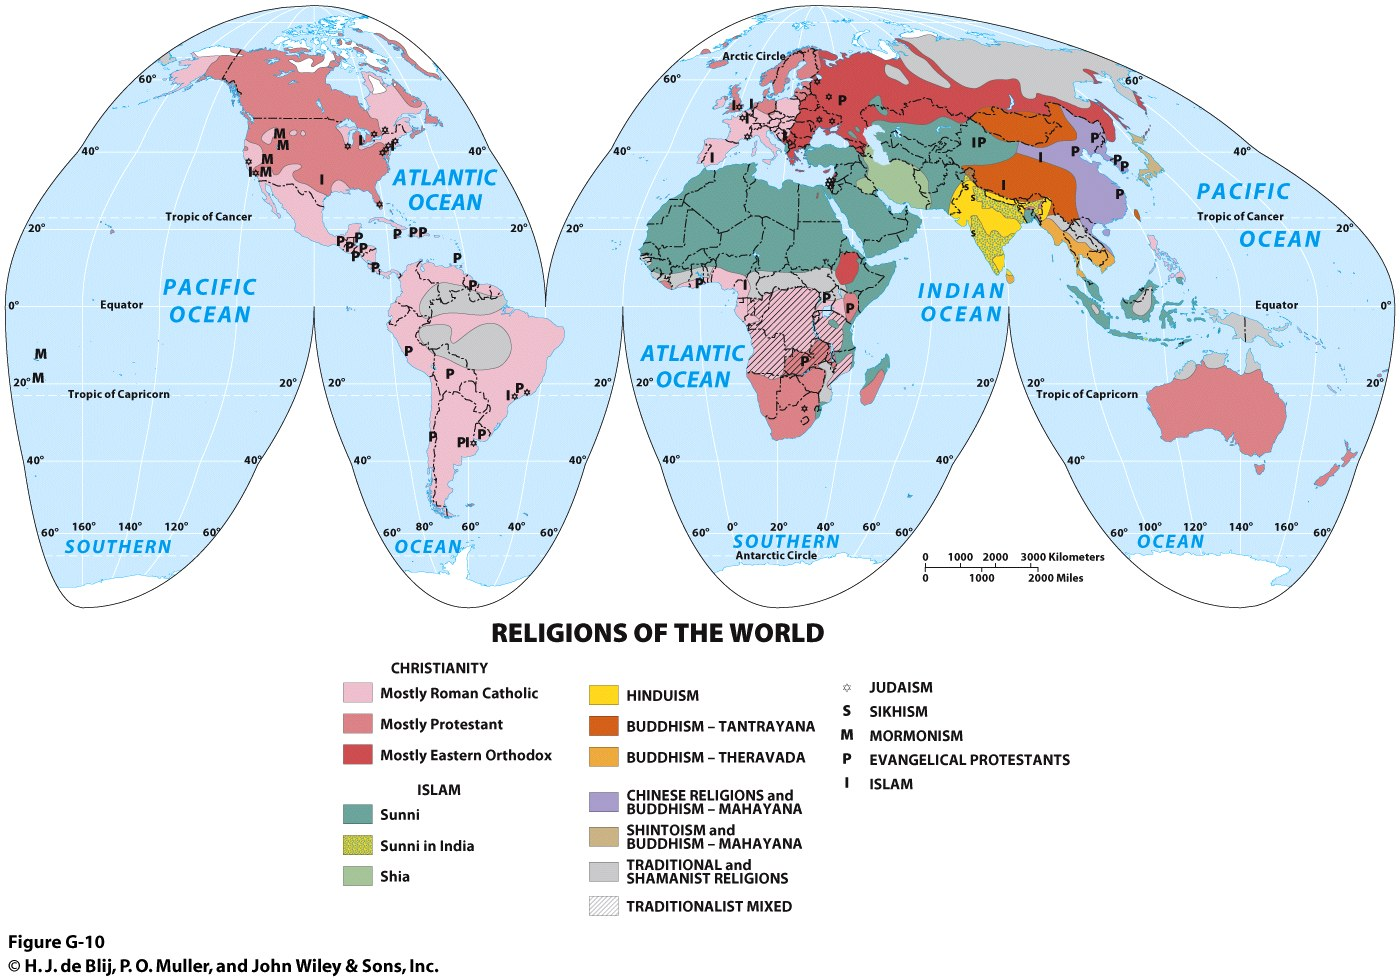 Arctic Circle
60°
60°
60°
40°
40°
40°
40°
ATLANTIC
OCEAN
PACIFIC
OCEAN
Tropic of Cancer
Tropic of Cancer
20°
20°
20°
20°
PACIFIC
OCEAN
INDIAN
OCEAN
0°
Equator
Equator
0°
ATLANTIC
OCEAN
20°
20°
20°
20°
20°
20°
20°
Tropic of Capricorn
Tropic of Capricorn
40°
40°
40°
40°
40°
40°
40°
40°
60°
160°
140°
120°
60°
60°
80°
60°
40°
60°
60°
0°
20°
40°
60°
60°
60°
100°
120°
140°
160°
60°
SOUTHERN
OCEAN
SOUTHERN
OCEAN
Antarctic Circle
0 1000 2000 3000 Kilometers
0 1000 2000 Miles
M
M
M
I
M
I
I
P
P
P
P
P
P
P
P
P
P
P
P
M
M
P
P
I
P
P
PI
P
I
I
I
P
I
I
P
I
P
P
P
IP
I
I
P
P
P
P
P
S
S
S
RELIGIONS OF THE WORLD
CHRISTIANITY
Mostly Roman Catholic
Mostly Protestant
Mostly Eastern Orthodox
ISLAM
Sunni
Sunni in India
Shia
HINDUISM
BUDDHISM – TANTRAYANA
BUDDHISM – THERAVADA
CHINESE RELIGIONS and
BUDDHISM – MAHAYANA
SHINTOISM and
BUDDHISM – MAHAYANA
TRADITIONAL and
SHAMANIST RELIGIONS
TRADITIONALIST MIXED
JUDAISM
S SIKHISM
M MORMONISM
P EVANGELICAL PROTESTANTS
I ISLAM
Figure G-10
© H. J. de Blij, P. O. Muller, and John Wiley & Sons, Inc.